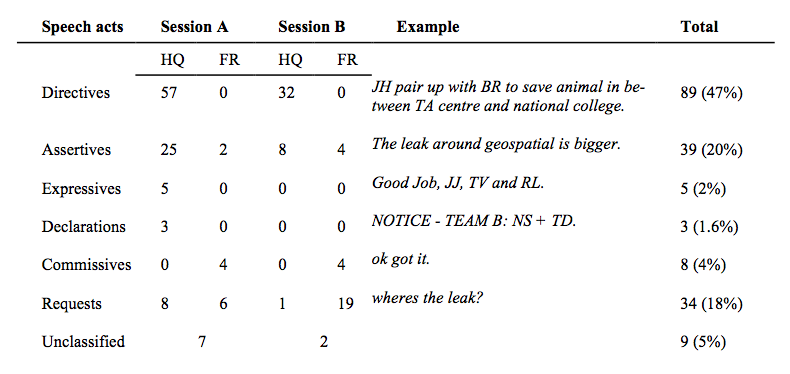 Speech acts Session A Session B Example Total
HQ FR HQ FR
Directives 57 0 32 0 JH pair up with BR to save animal in be- 89 (47%)
tween TA centre and national college.
Assertives 25 2 8 4 The leak around geospatial is bigger. 39 (20%)
Expressives 5 0 0 0 Good Job, JJ, TV and RL. 5 (2%)
Declarations 3 0 0 0 NOTICE - TEAM B: NS + TD. 3 (1.6%)
Commissives 0 4 0 4 ok got it. 8 (4%)
Requests 8 6 1 19 wheres the leak? 34 (18%)
Unclassified 7 2 9 (5%)